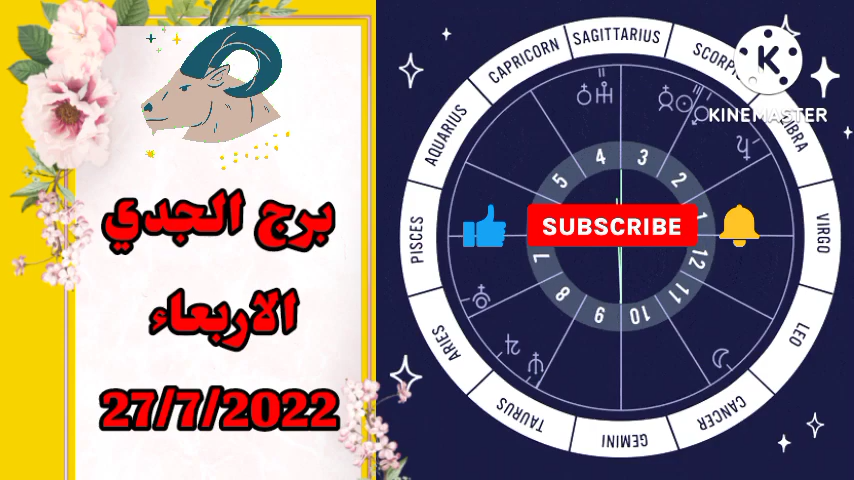 برج الجدي
الاربعاء
27/7/2022
CAPRICORN
SAGITTARIUS
K
KINEMASTER
LIBRA
VIRGO
LEO
CANCER
GEMINI
TAURUS
ARIES
PISCES
AQUARIUS
4
3
2
1
12
11
10
9
8
7
5
SUBSCRIBE